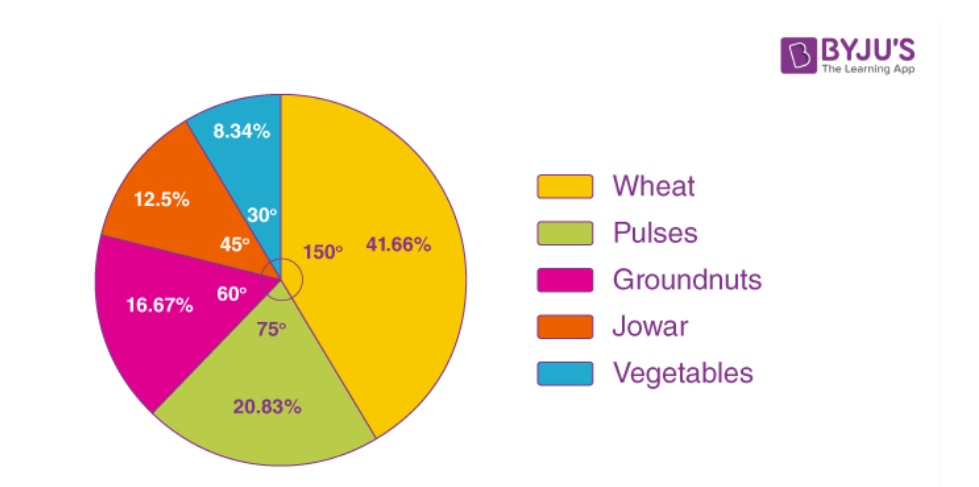 BYJU'S
The Learning App
8.34%
12.5%
30°
45°
150°
41.66%
16.67%
60°
75°
20.83%
Wheat
Pulses
Groundnuts
Jowar
Vegetables